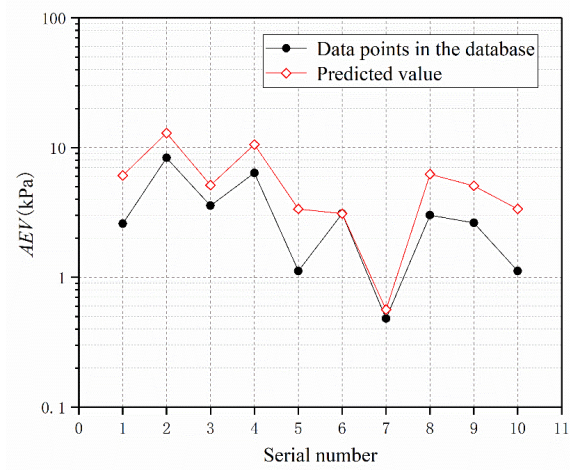 100
10
1
0.1
AEV(kPa)
Data points in the database
Predicted value
0 1 2 3 4 5 6 7 8 9 10 11
Serial number